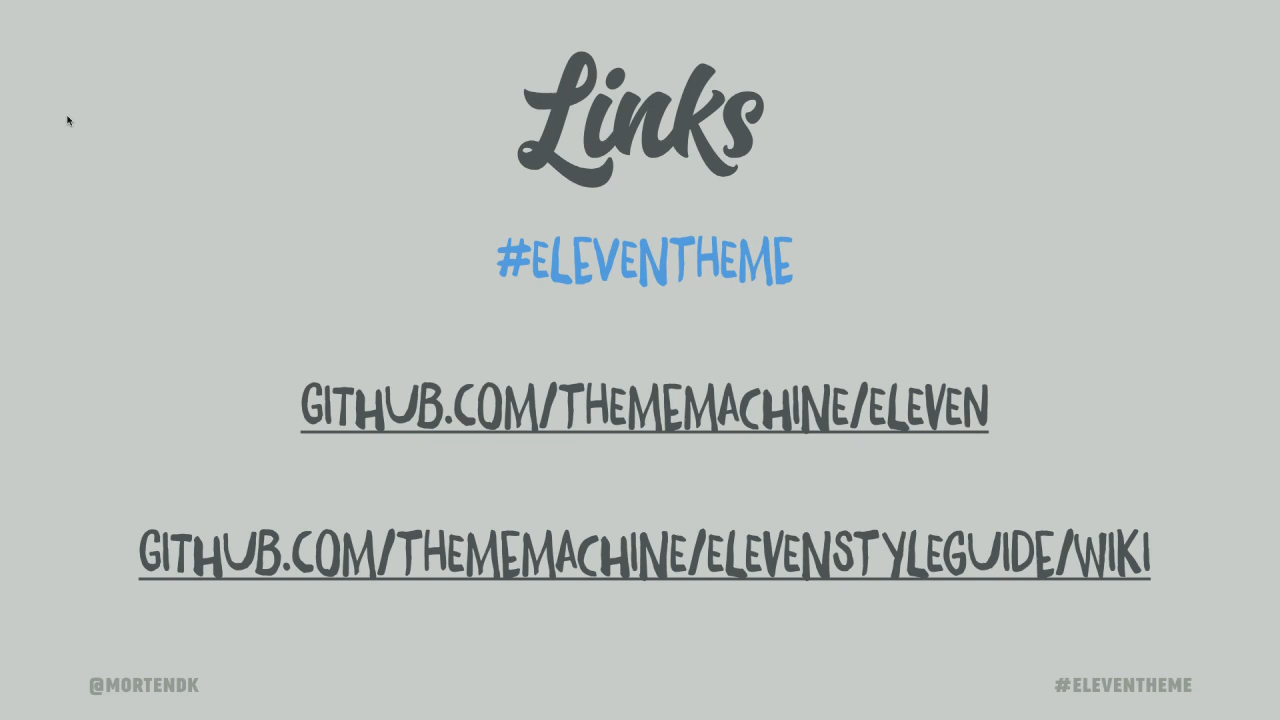 Links
#ELEVENTHEME
GITHUB.COM/THEMEMACHINE/ELEVEN
GITHUB.COM/THEMEMACHINE/ELEVENSTYLEGUIDE/WIKI
@MORTENDK
#ELEVENTHEME